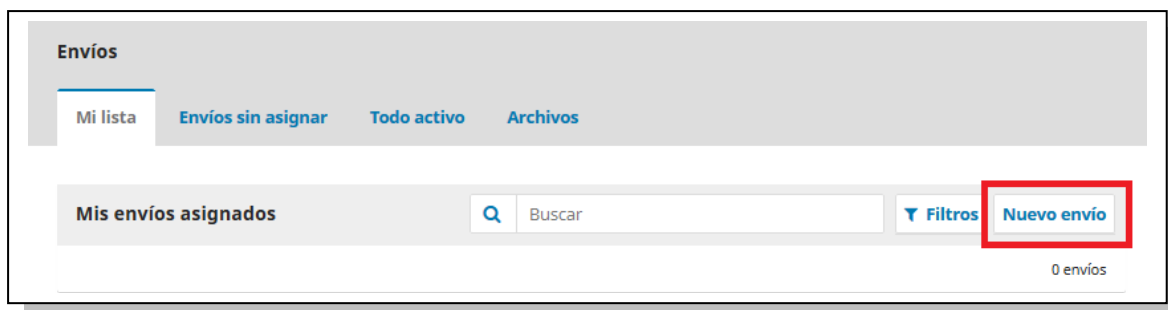 Envíos
Mi lista Envíos sin asignar Todo activo Archivos
Mis envíos asignados Buscar Filtros Nuevo envío
0 envíos